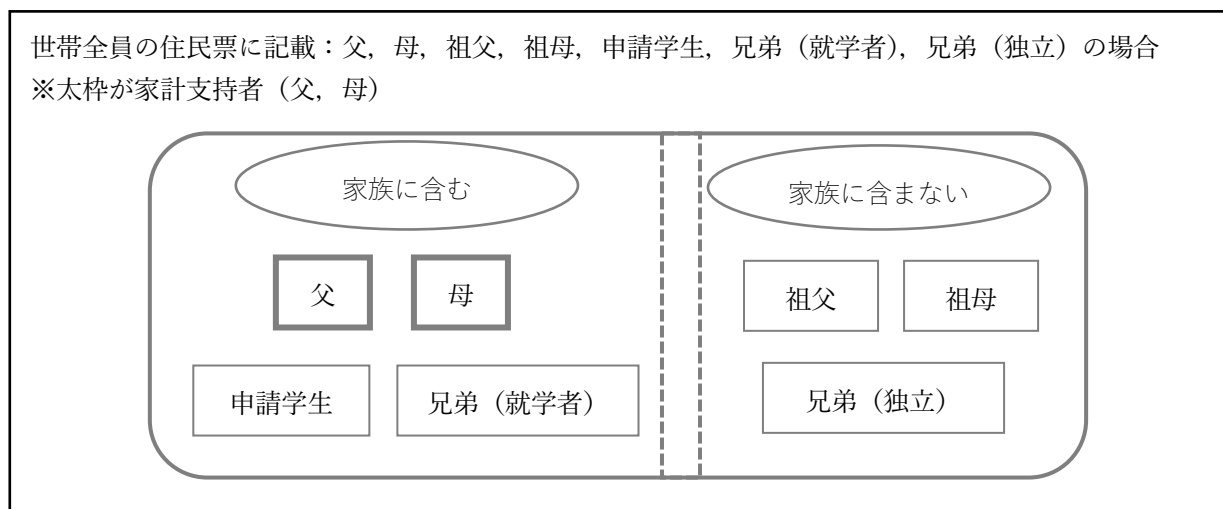 世帯全員の住民票に記載：父，母，祖父，祖母，申請学生，兄弟（就学者），兄弟（独立）の場合
※太枠が家計支持者（父，母）
家族に含む
家族に含まない
父
母
祖父
祖母
申請学生
兄弟（就学者）
兄弟（独立）